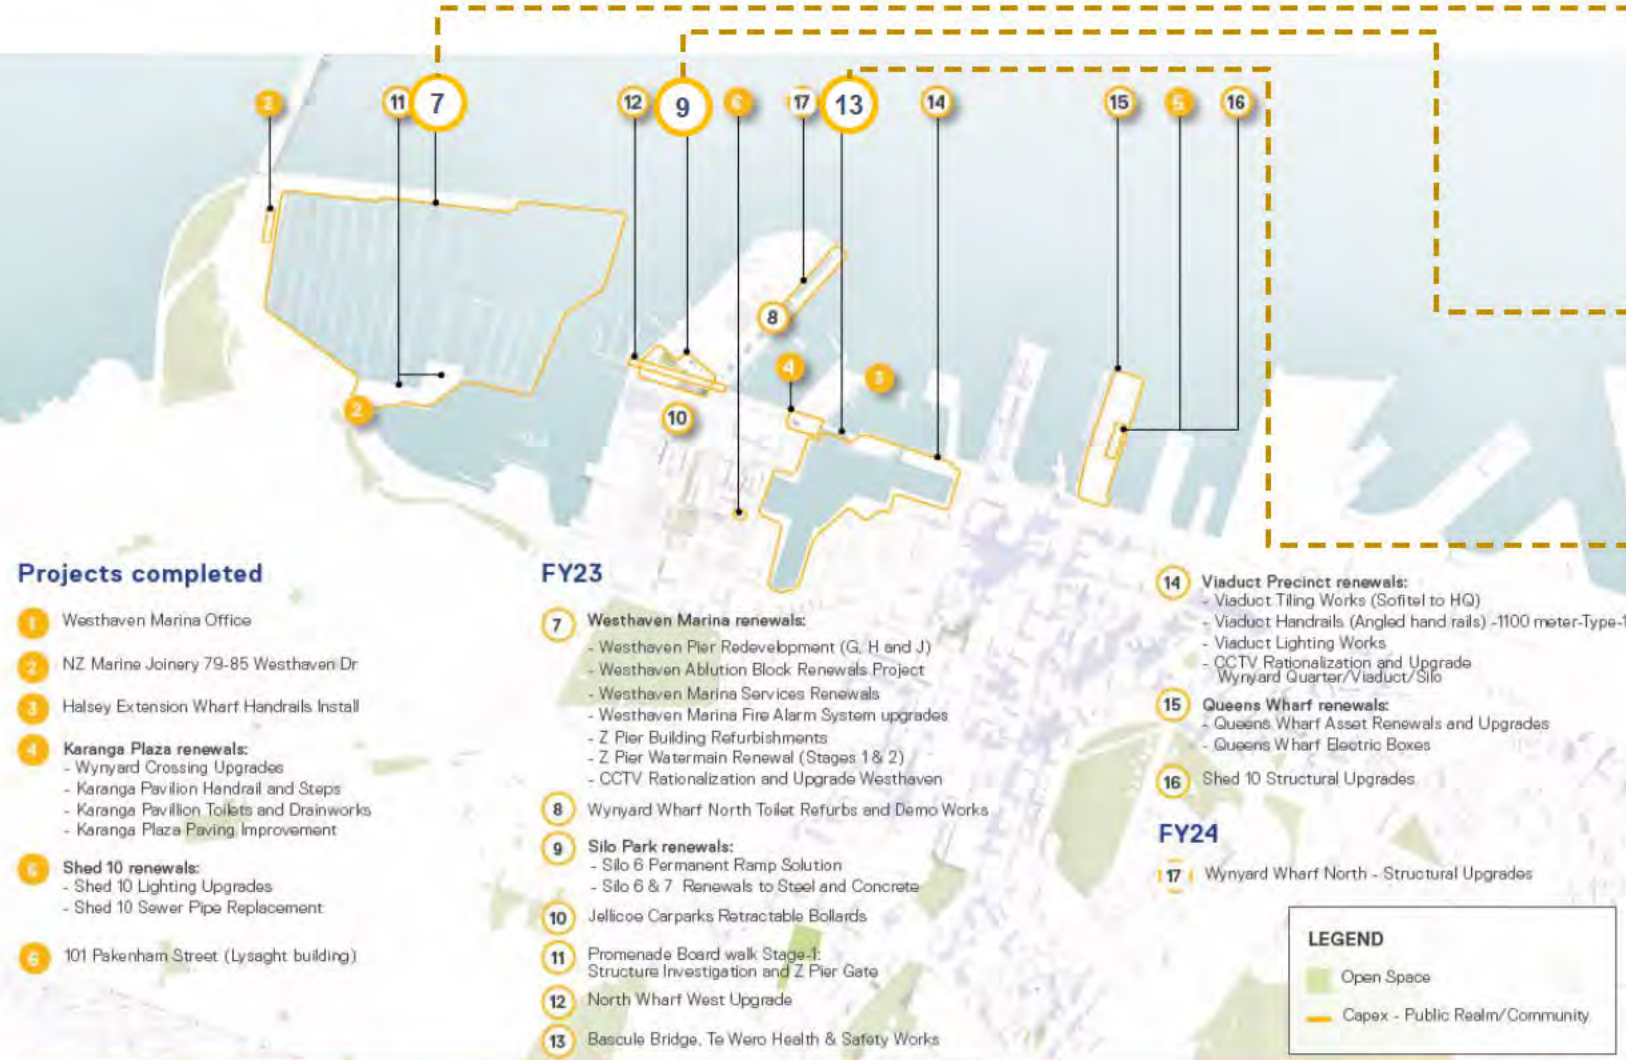 11
7
12
9
6
17
13
14
15
5
16
8
4
3
2
10
Projects completed
1 Westhaven Marina Office
2 NZ Marine Joinery 79-85 Westhaven Dr
3 Halsey Extension Wharf Handrails Install
4 Karanga Plaza renewals:
- Wynyard Crossing Upgrades
- Karanga Pavilion Handrail and Steps
- Karanga Pavillion Toilets and Drainworks
- Karanga Plaza Paving Improvement
5 Shed 10 renewals:
- Shed 10 Lighting Upgrades
- Shed 10 Sewer Pipe Replacement
6 101 Pakenham Street (Lysaght building)
FY23
7 Westhaven Marina renewals:
- Westhaven Pier Redevelopment (G, H and J)
- Westhaven Ablution Block Renewals Project
- Westhaven Marina Services Renewals
- Westhaven Marina Fire Alarm System upgrades
- Z Pier Building Refurbishments
- Z Pier Watermain Renewal (Stages 1 & 2)
- CCTV Rationalization and Upgrade Westhaven
8 Wynyard Wharf North Toilet Refurbs and Demo Works
9 Silo Park renewals:
- Silo 6 Permanent Ramp Solution
- Silo 6 & 7 Renewals to Steel and Concrete
10 Jellicoe Carparks Retractable Bollards
11 Promenade Board walk Stage-1:
Structure Investigation and Z Pier Gate
12 North Wharf West Upgrade
13 Bascule Bridge, Te Wero Health & Safety Works
14 Viaduct Precinct renewals:
- Viaduct Tiling Works (Sofitel to HQ)
- Viaduct Handrails (Angled hand rails) -1100 meter-Type-1
- Viaduct Lighting Works
- CCTV Rationalization and Upgrade
Wynyard Quarter/Viaduct/Silo
15 Queens Wharf renewals:
- Queens Wharf Asset Renewals and Upgrades
- Queens Wharf Electric Boxes
16 Shed 10 Structural Upgrades
FY24
17 Wynyard Wharf North - Structural Upgrades
LEGEND
Open Space
Capex - Public Realm/Community